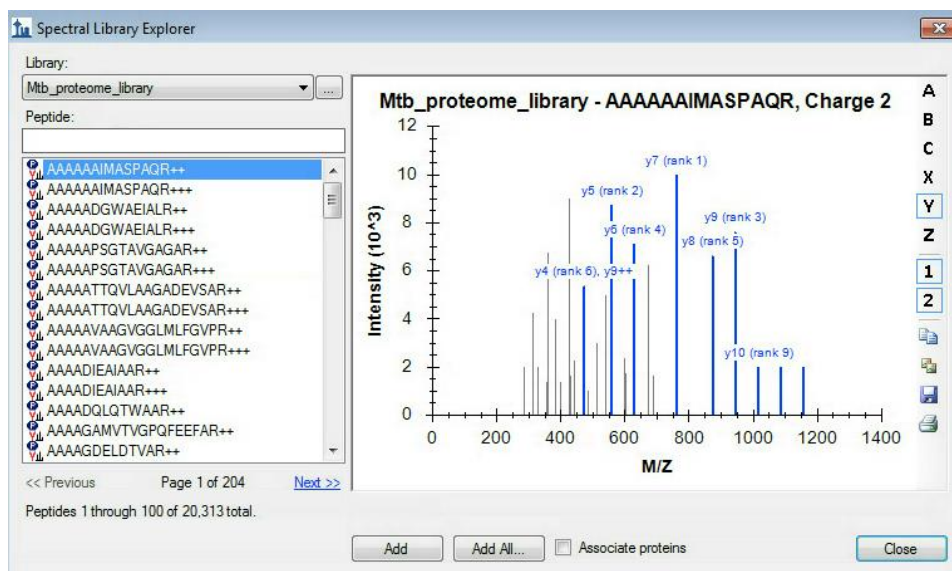 Spectral Library Explorer
Library:
Mtb_proteome_library
...
Peptide:
AAAAAAIMASPAQR++
AAAAAAIMASPAQR+++
AAAAADGWAEIALR++
AAAAADGWAEIALR+++
AAAAAPSGTAVGAGAR++
AAAAAPSGTAVGAGAR+++
AAAAATTQVLAAGADEVSAR++
AAAAATTQVLAAGADEVSAR+++
AAAAAVAAGVGGLMLFGVPR++
AAAAAVAAGVGGLMLFGVPR+++
AAAADIEAIAAR++
AAAADIEAIAAR+++
AAAADQLQTWAAR++
AAAAGAMVTVGPQFEEFAR++
AAAAGDELDTVAR++
<< Previous Page 1 of 204 Next >>
Peptides 1 through 100 of 20,313 total.
Mtb_proteome_library - AAAAAAIMASPAQR, Charge 2
Intensity (10^3)
12
10
8
6
4
2
0
y7 (rank 1)
y5 (rank 2)
y9 (rank 3)
y6 (rank 4)
y8 (rank 5)
y4 (rank 6), y9++
y10 (rank 9)
0 200 400 600 800 1000 1200 1400
M/Z
A
B
C
X
Y
Z
1
2
Add Add All... Associate proteins Close